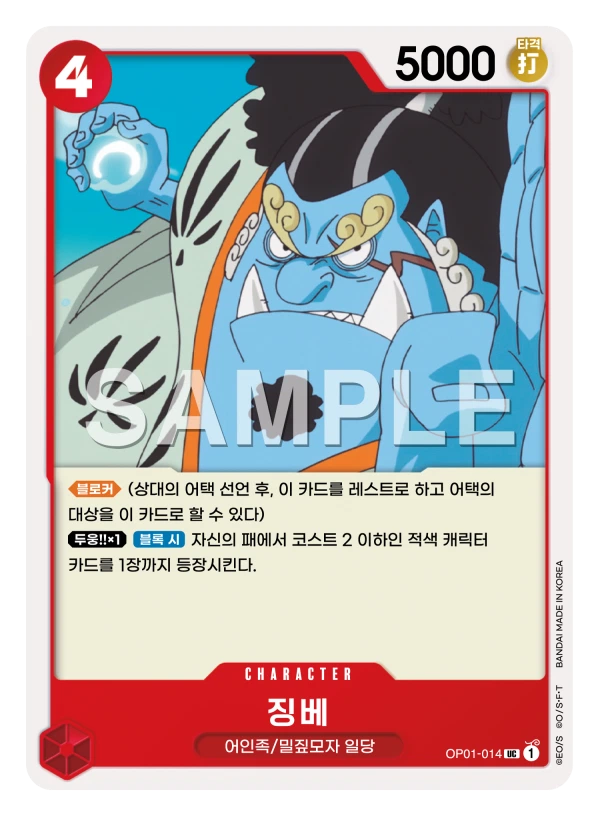 4
5000
타격
打
SAMPLE
블로커 (상대의 어택 선언 후, 이 카드를 레스트로 하고 어택의
대상을 이 카드로 할 수 있다)
두웅!!×1 블록 시 자신의 패에서 코스트 2 이하인 적색 캐릭터
카드를 1장까지 등장시킨다.
CHARACTER
징베
어인족/밀짚모자 일당
OP01-014 UC 1
©E.O/S ©O/S·F·T BANDAI MADE IN KOREA